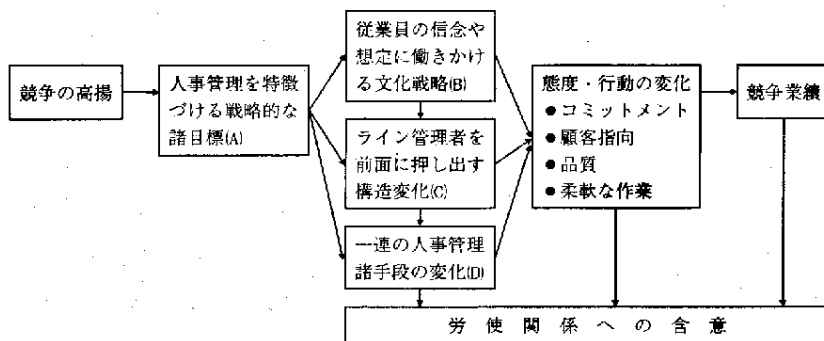 競争の高揚
人事管理を特徴
づける戦略的な
諸目標(A)
従業員の信念や
想定に働きかけ
る文化戦略(B)
ライン管理者を
前面に押し出す
構造変化(C)
一連の人事管理
諸手段の変化(D)
態度・行動の変化
●コミットメント
●顧客指向
●品質
●柔軟な作業
競争業績
労使関係への含意